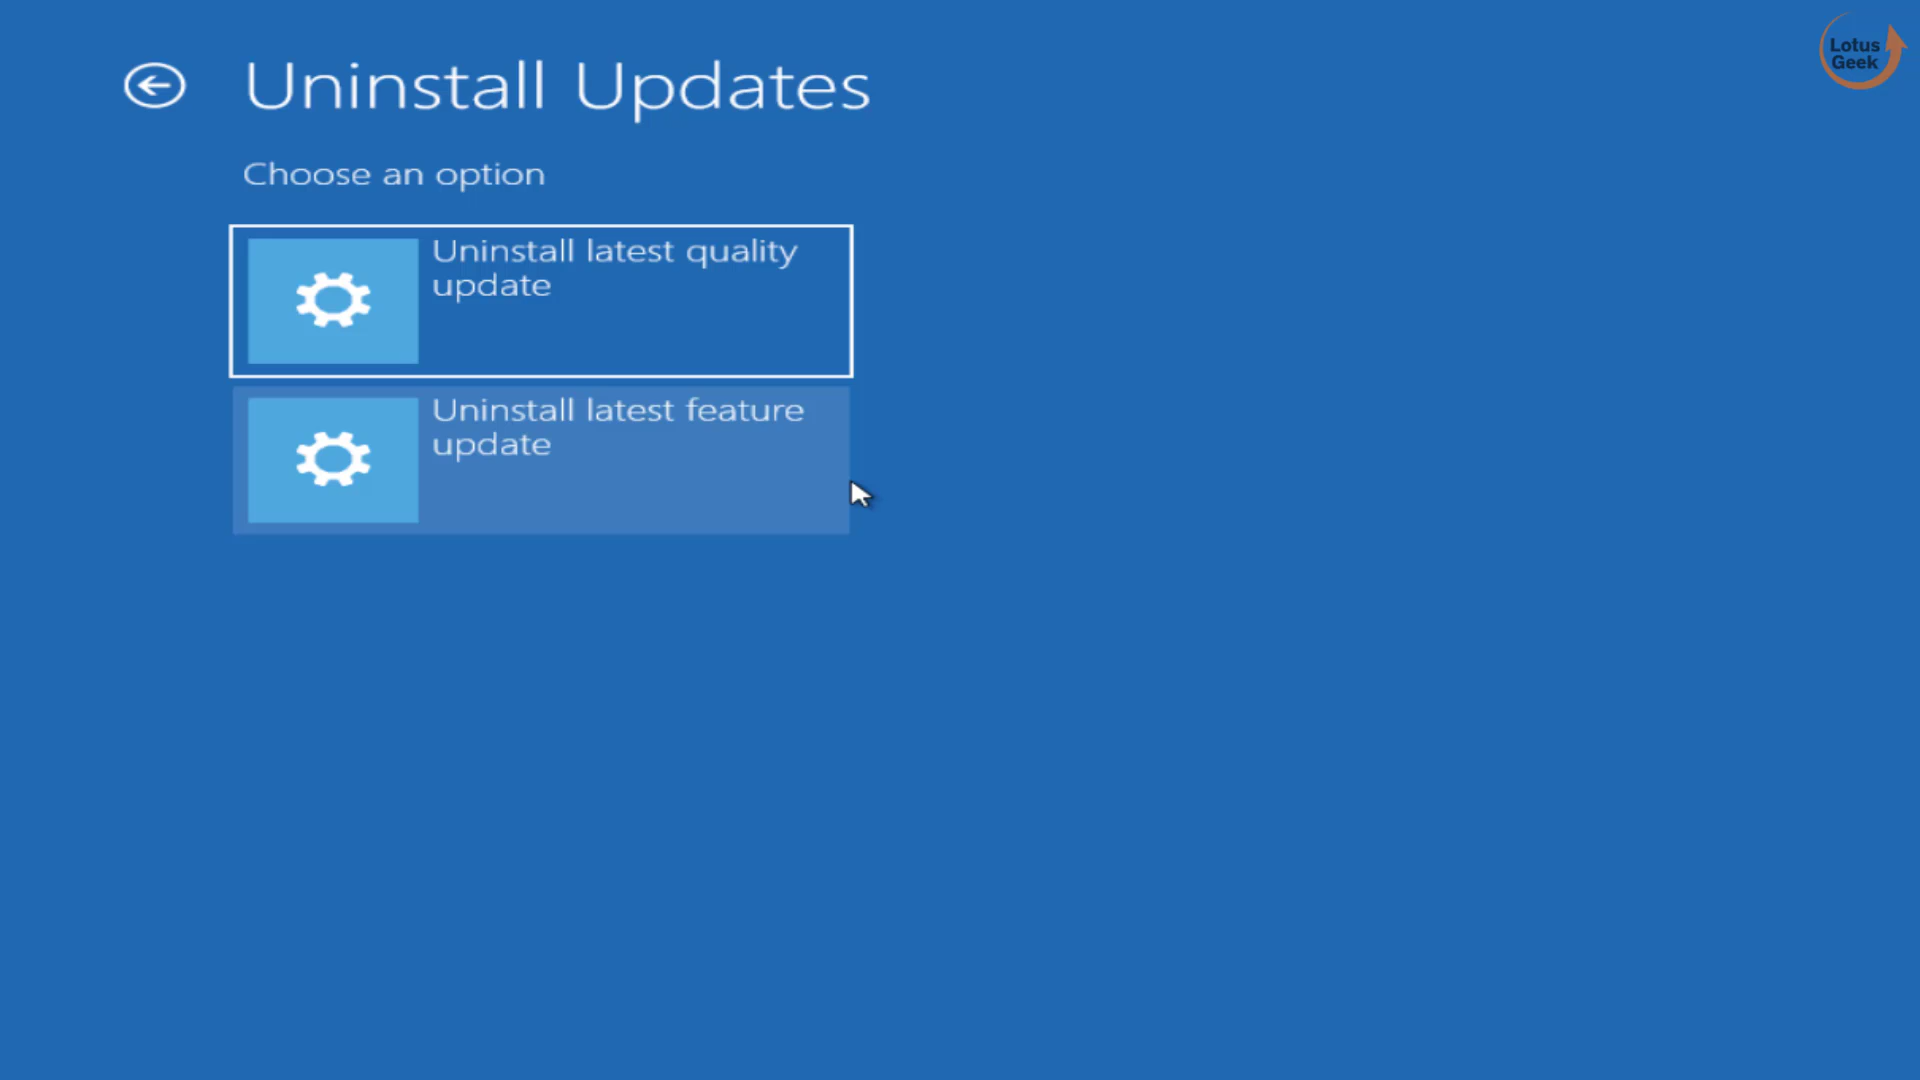 Uninstall Updates
Lotus
Geek
Choose an option
Uninstall latest quality
update
Uninstall latest feature
update